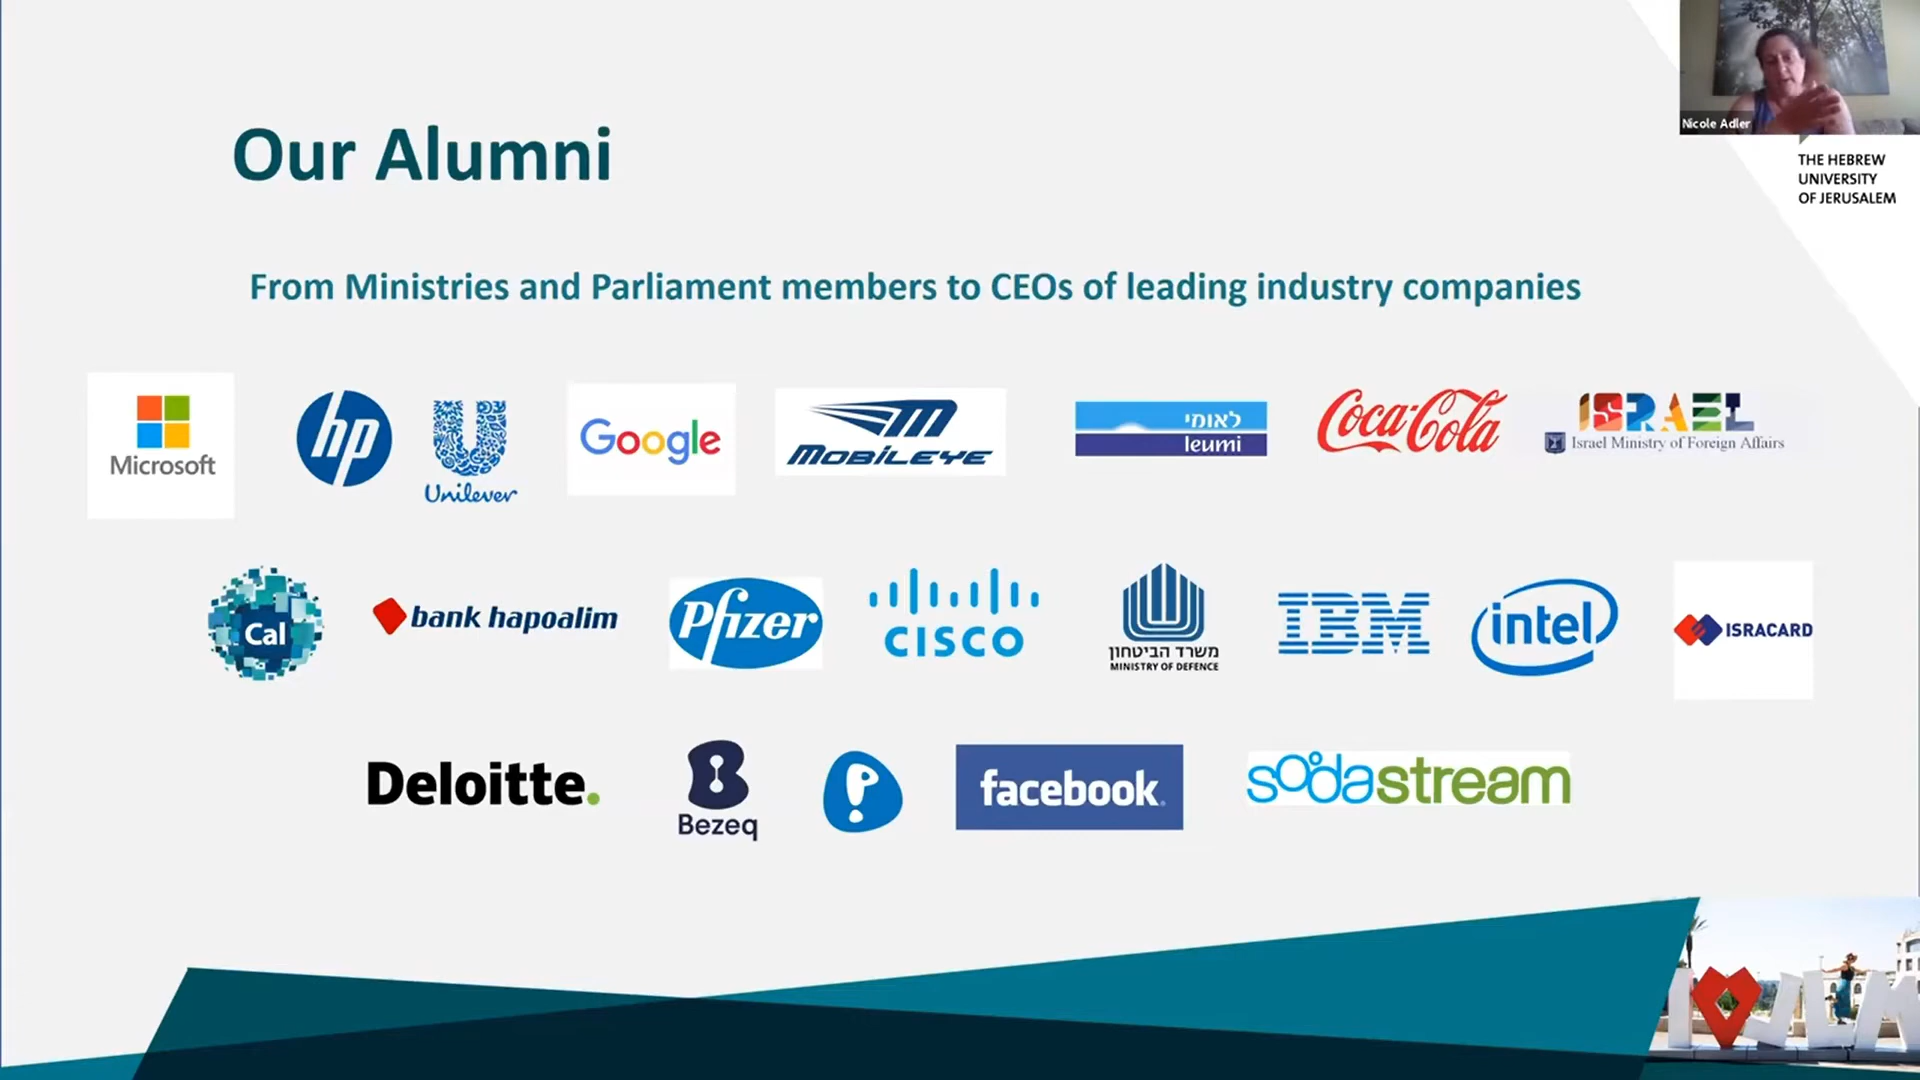 Nicole Adler
THE HEBREW
UNIVERSITY
OF JERUSALEM
Our Alumni
From Ministries and Parliament members to CEOs of leading industry companies
Microsoft
hp
Unilever
Google
MOBILEYE
לאומי
leumi
Coca-Cola
ISRAEL
Israel Ministry of Foreign Affairs
Cal
bank hapoalim
Pfizer
CISCO
משרד הביטחון
MINISTRY OF DEFENCE
IBM
intel
ISRACARD
Deloitte.
Bezeq
facebook
sodastream
I JLM